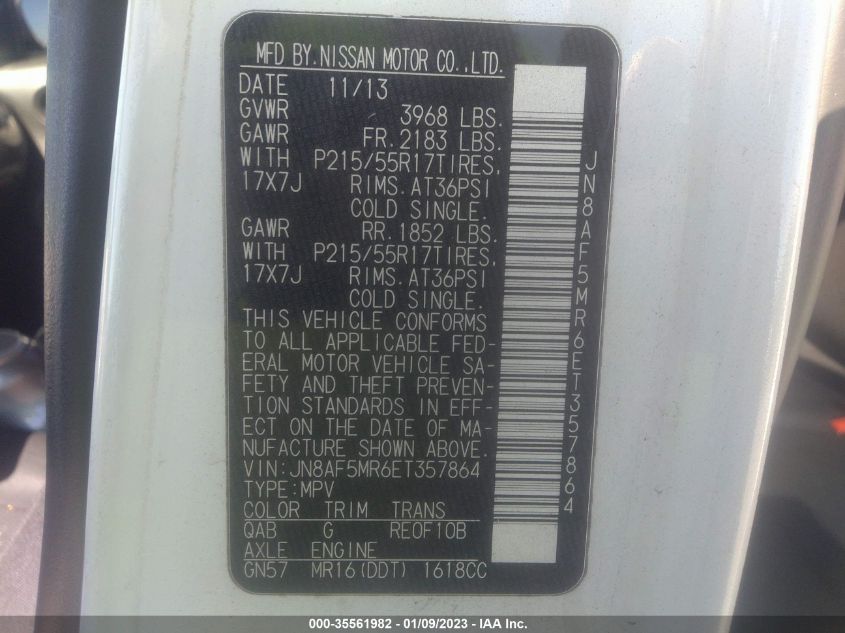 MFD BY.NISSAN MOTOR CO.,LTD.
DATE 11/13
GVWR 3968 LBS.
GAWR FR.2183 LBS.
WITH P215/55R17TIRES,
17X7J RIMS.AT36PSI
COLD SINGLE.
GAWR RR.1852 LBS.
WITH P215/55R17TIRES,
17X7J RIMS.AT36PSI
COLD SINGLE.
THIS VEHICLE CONFORMS
TO ALL APPLICABLE FED-
ERAL MOTOR VEHICLE SA-
FETY AND THEFT PREVEN-
TION STANDARDS IN EFF-
ECT ON THE DATE OF MA-
NUFACTURE SHOWN ABOVE.
VIN:JN8AF5MR6ET357864
TYPE:MPV
COLOR TRIM TRANS
QAB G RE0F10B
AXLE ENGINE
GN57 MR16(DDT) 1618CC
JN8AF5MR6ET357864
000-35561982 - 01/09/2023 - IAA Inc.